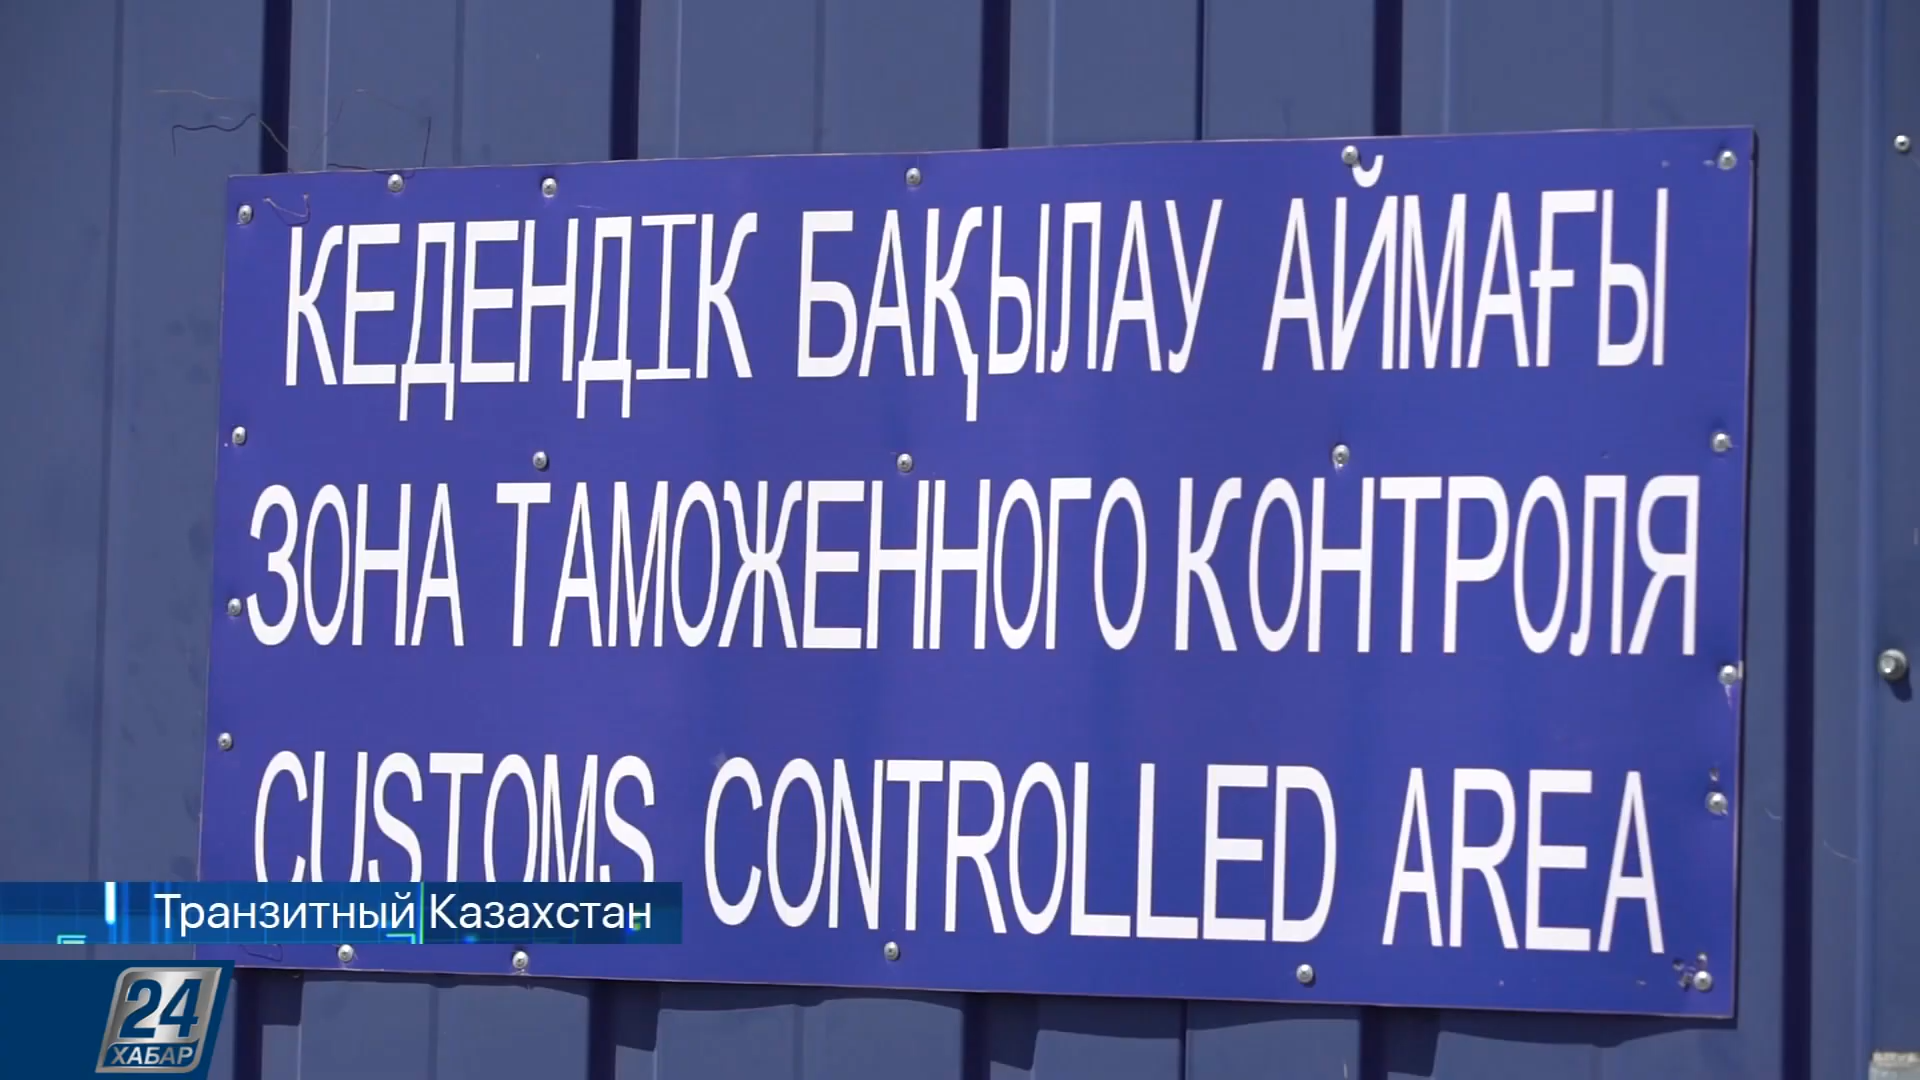 КЕДЕНДІК БАҚЫЛАУ АЙМАҒЫ
ЗОНА ТАМОЖЕННОГО КОНТРОЛЯ
CUSTOMS CONTROLLED AREA
Транзитный Казахстан
24
ХАБАР